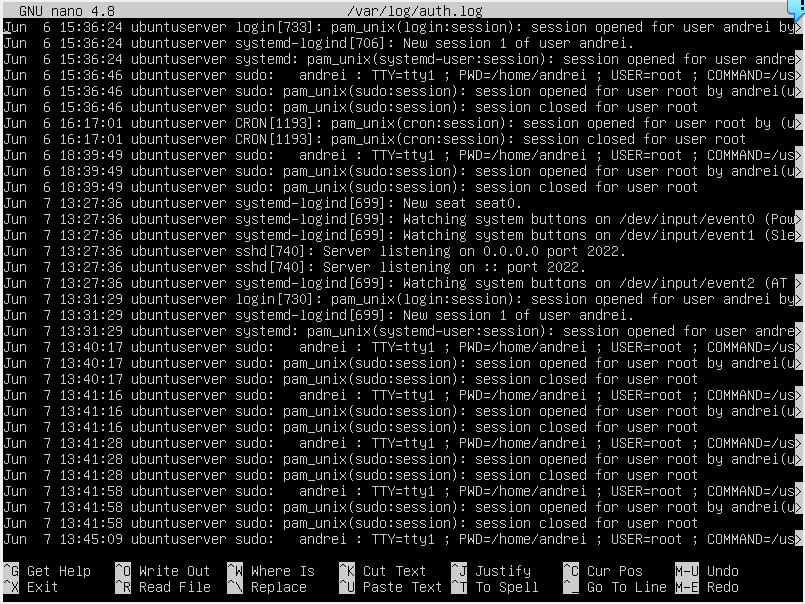 GNU nano 4.8 /var/log/auth.log
Jun  6 15:36:24 ubuntuserver login[733]: pam_unix(login:session): session opened for user andrei by>
Jun  6 15:36:24 ubuntuserver systemd-logind[706]: New session 1 of user andrei.
Jun  6 15:36:24 ubuntuserver systemd: pam_unix(systemd-user:session): session opened for user andre>
Jun  6 15:36:46 ubuntuserver sudo:   andrei : TTY=tty1 ; PWD=/home/andrei ; USER=root ; COMMAND=/us>
Jun  6 15:36:46 ubuntuserver sudo: pam_unix(sudo:session): session opened for user root by andrei(u>
Jun  6 15:36:46 ubuntuserver sudo: pam_unix(sudo:session): session closed for user root
Jun  6 16:17:01 ubuntuserver CRON[1193]: pam_unix(cron:session): session opened for user root by (u>
Jun  6 16:17:01 ubuntuserver CRON[1193]: pam_unix(cron:session): session closed for user root
Jun  6 18:39:49 ubuntuserver sudo:   andrei : TTY=tty1 ; PWD=/home/andrei ; USER=root ; COMMAND=/us>
Jun  6 18:39:49 ubuntuserver sudo: pam_unix(sudo:session): session opened for user root by andrei(u>
Jun  6 18:39:49 ubuntuserver sudo: pam_unix(sudo:session): session closed for user root
Jun  7 13:27:36 ubuntuserver systemd-logind[699]: New seat seat0.
Jun  7 13:27:36 ubuntuserver systemd-logind[699]: Watching system buttons on /dev/input/event0 (Pow>
Jun  7 13:27:36 ubuntuserver systemd-logind[699]: Watching system buttons on /dev/input/event1 (Sle>
Jun  7 13:27:36 ubuntuserver sshd[740]: Server listening on 0.0.0.0 port 2022.
Jun  7 13:27:36 ubuntuserver sshd[740]: Server listening on :: port 2022.
Jun  7 13:27:36 ubuntuserver systemd-logind[699]: Watching system buttons on /dev/input/event2 (AT >
Jun  7 13:31:29 ubuntuserver login[730]: pam_unix(login:session): session opened for user andrei by>
Jun  7 13:31:29 ubuntuserver systemd-logind[699]: New session 1 of user andrei.
Jun  7 13:31:29 ubuntuserver systemd: pam_unix(systemd-user:session): session opened for user andre>
Jun  7 13:40:17 ubuntuserver sudo:   andrei : TTY=tty1 ; PWD=/home/andrei ; USER=root ; COMMAND=/us>
Jun  7 13:40:17 ubuntuserver sudo: pam_unix(sudo:session): session opened for user root by andrei(u>
Jun  7 13:40:17 ubuntuserver sudo: pam_unix(sudo:session): session closed for user root
Jun  7 13:41:16 ubuntuserver sudo:   andrei : TTY=tty1 ; PWD=/home/andrei ; USER=root ; COMMAND=/us>
Jun  7 13:41:16 ubuntuserver sudo: pam_unix(sudo:session): session opened for user root by andrei(u>
Jun  7 13:41:16 ubuntuserver sudo: pam_unix(sudo:session): session closed for user root
Jun  7 13:41:28 ubuntuserver sudo:   andrei : TTY=tty1 ; PWD=/home/andrei ; USER=root ; COMMAND=/us>
Jun  7 13:41:28 ubuntuserver sudo: pam_unix(sudo:session): session opened for user root by andrei(u>
Jun  7 13:41:28 ubuntuserver sudo: pam_unix(sudo:session): session closed for user root
Jun  7 13:41:58 ubuntuserver sudo:   andrei : TTY=tty1 ; PWD=/home/andrei ; USER=root ; COMMAND=/us>
Jun  7 13:41:58 ubuntuserver sudo: pam_unix(sudo:session): session opened for user root by andrei(u>
Jun  7 13:41:58 ubuntuserver sudo: pam_unix(sudo:session): session closed for user root
Jun  7 13:45:09 ubuntuserver sudo:   andrei : TTY=tty1 ; PWD=/home/andrei ; USER=root ; COMMAND=/us>
^G Get Help ^O Write Out ^W Where Is ^K Cut Text ^J Justify ^C Cur Pos M-U Undo
^X Exit ^R Read File ^\ Replace ^U Paste Text ^T To Spell ^_ Go To Line M-E Redo